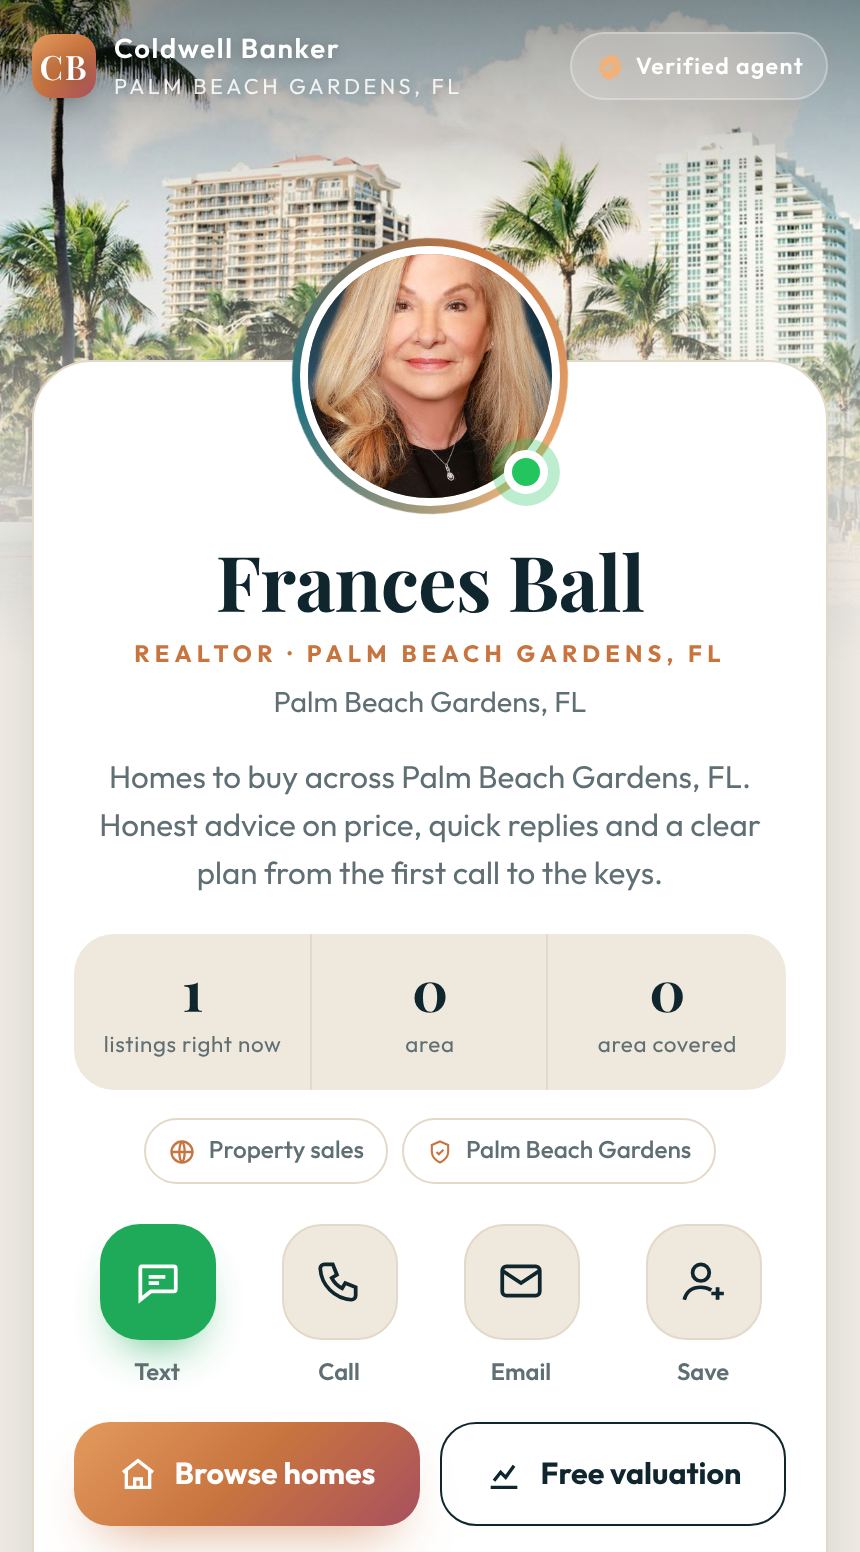 CB
Coldwell Banker
PALM BEACH GARDENS, FL
Verified agent
Frances Ball
REALTOR · PALM BEACH GARDENS, FL
Palm Beach Gardens, FL
Homes to buy across Palm Beach Gardens, FL.
Honest advice on price, quick replies and a clear
plan from the first call to the keys.
1
listings right now
0
area
0
area covered
Property sales
Palm Beach Gardens
Text
Call
Email
Save
Browse homes
Free valuation